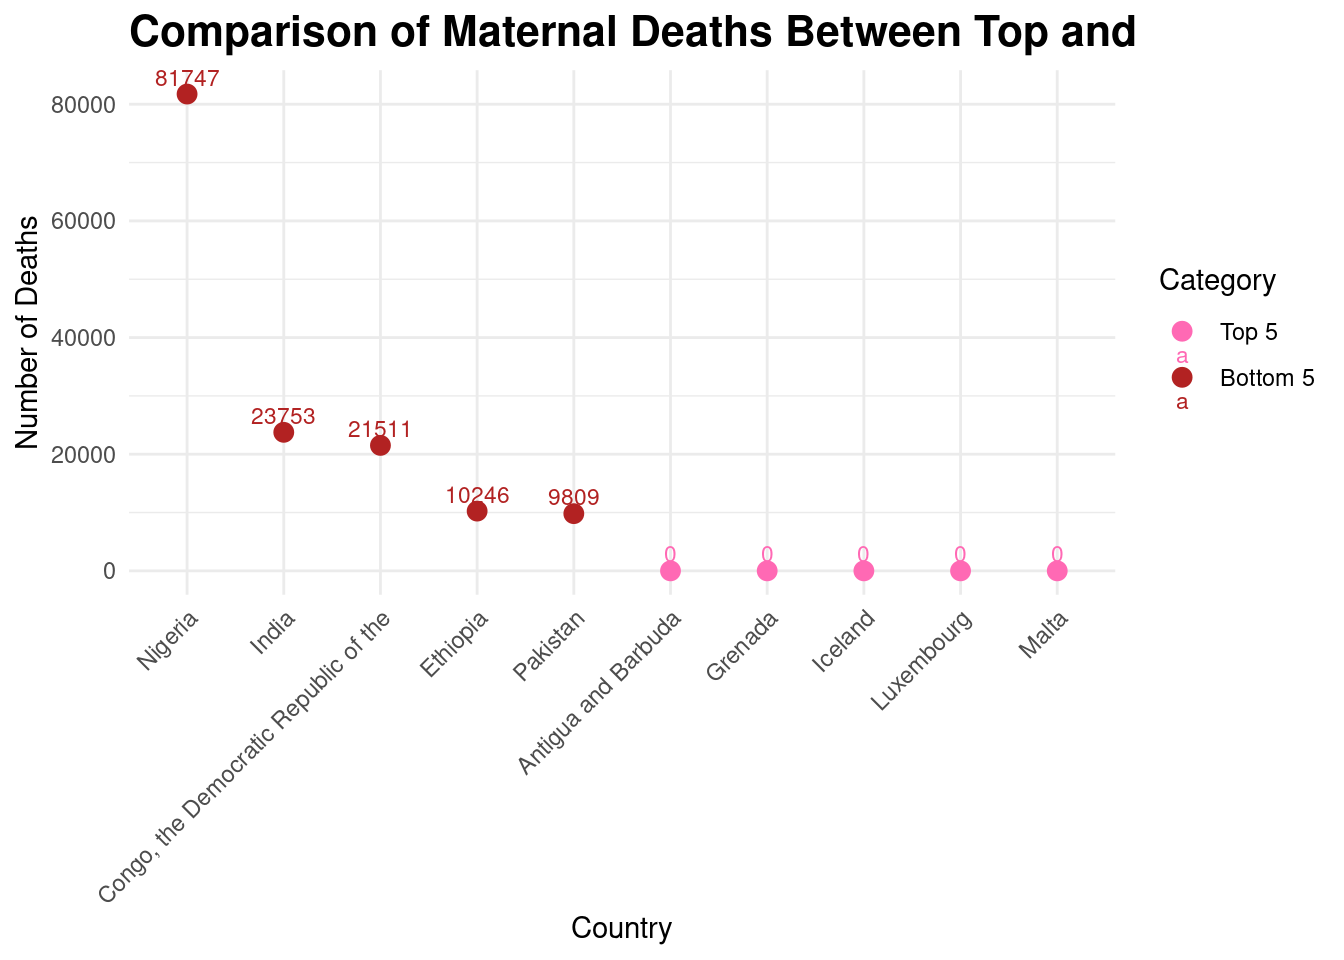 Comparison of Maternal Deaths Between Top and
81747
80000
60000
40000
20000
0
Number of Deaths
23753
21511
10246
9809
0
0
0
0
0
Nigeria
India
Congo, the Democratic Republic of the
Ethiopia
Pakistan
Antigua and Barbuda
Grenada
Iceland
Luxembourg
Malta
Country
Category
Top 5
a
Bottom 5
a